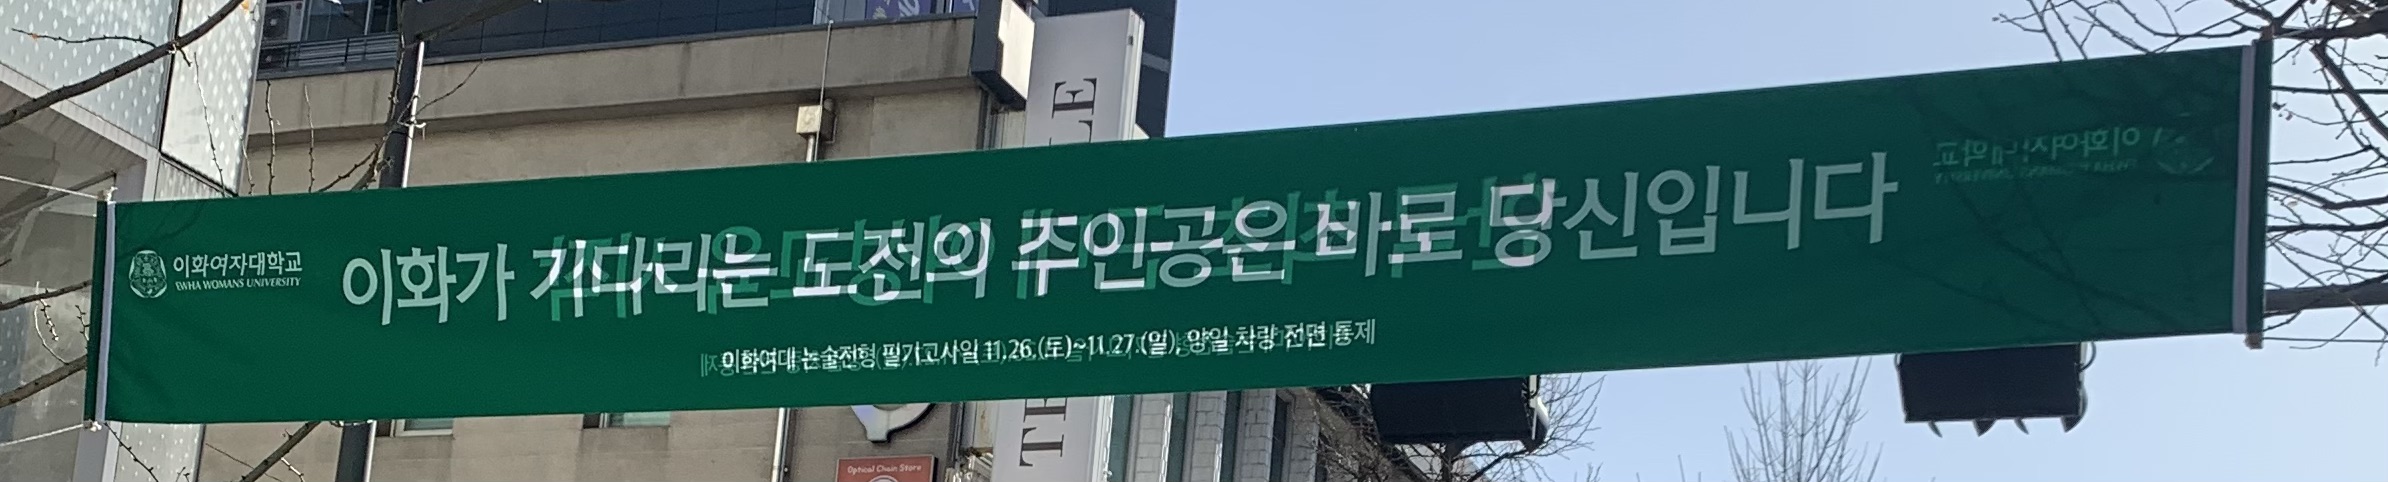 이화여자대학교
EWHA WOMANS UNIVERSITY
이화가 기다리는 도전의 주인공은 바로 당신입니다
이화여대 논술전형 필기고사일 11.26.(토)~11.27.(일), 양일 차량 전면 통제
Optical Chain Store